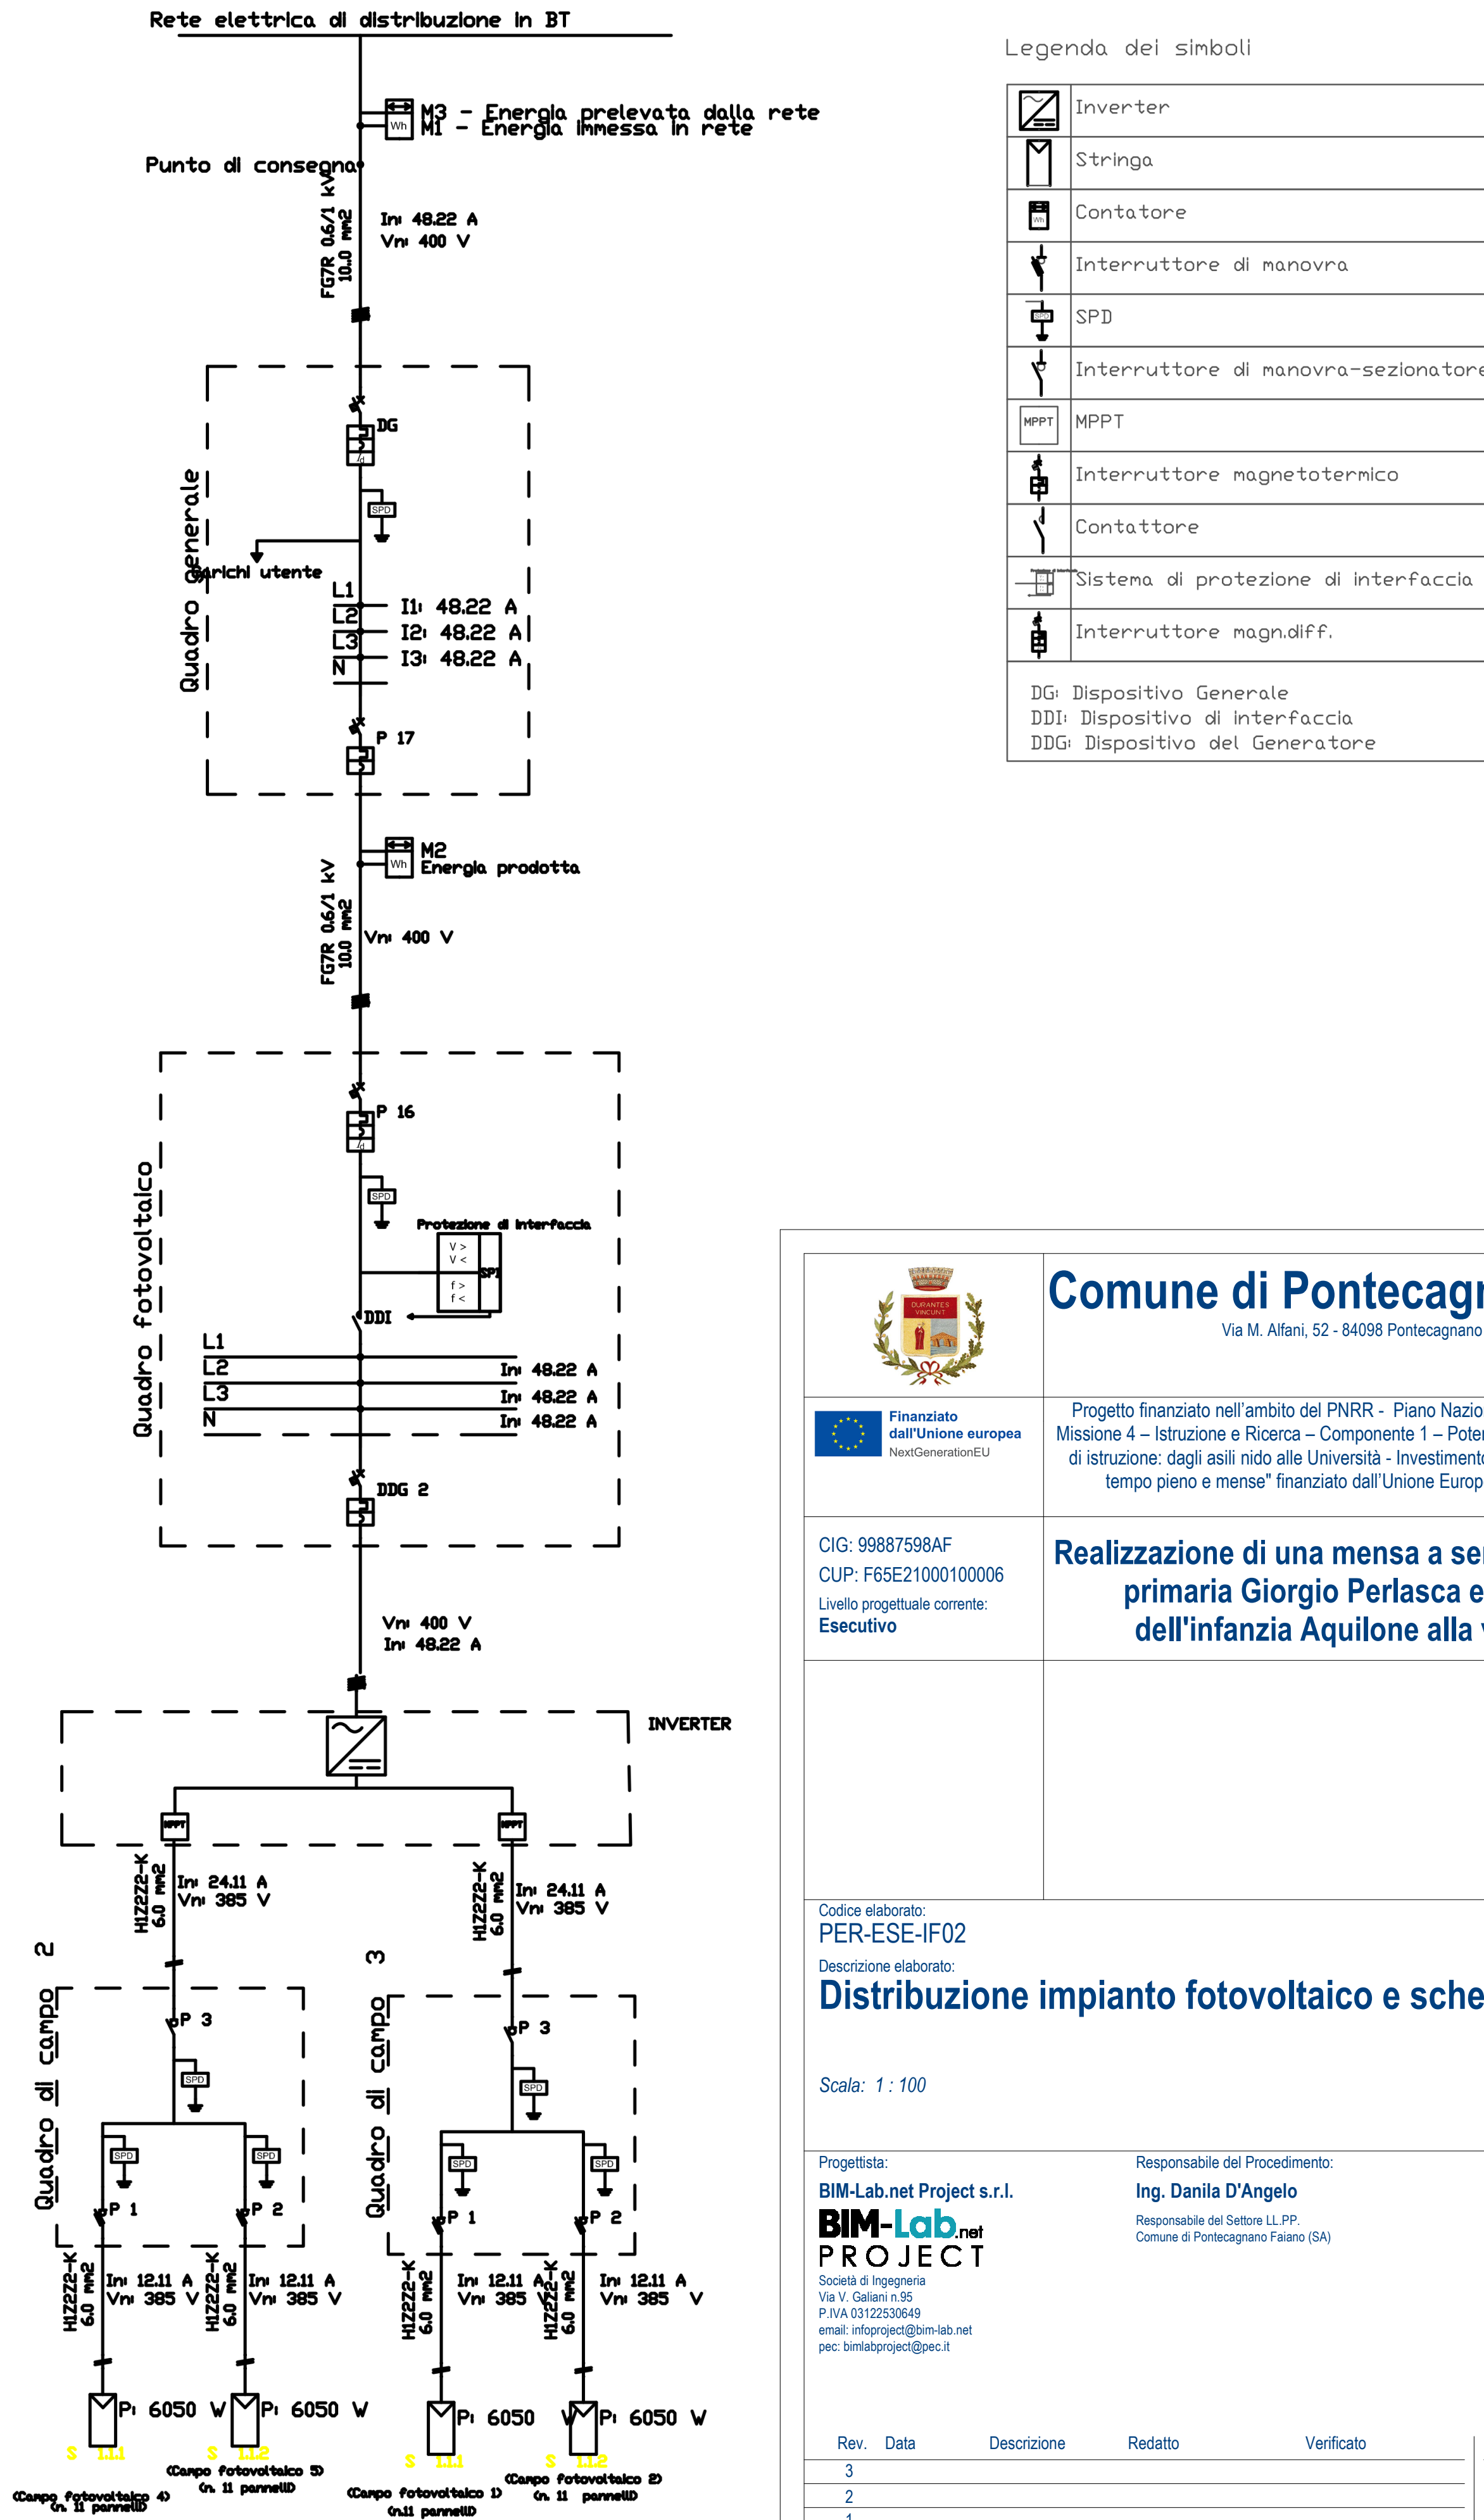 Rete elettrica di distribuzione in BT
M3 - Energia prelevata dalla rete
Wh
M1 - Energia immessa in rete
Punto di consegna
FG7R 0.6/1 kV
10..0 mm2
In: 48.22 A
Vn: 400 V
Quadro generale
DG
SPD
utente
L1
I1: 48.22 A
L2
I2: 48.22 A
L3
I3: 48.22 A
N
P 17
M2
Wh
Energia prodotta
FG7R 0.6/1 kV
10.0 mm2
Vn: 400 V
Quadro fotovoltaico
P 16
SPD
Protezione di interfaccia
V >
V <
SPI
f >
f <
DDI
L1
L2
In: 48.22 A
L3
In: 48.22 A
N
In: 48.22 A
DDG 2
Vn: 400 V
In: 48.22 A
INVERTER
MPPT
MPPT
H1Z2Z2-K
6.0 mm2
In: 24.11 A
Vn: 385 V
H1Z2Z2-K
6.0 mm2
In: 24.11 A
Vn: 385 V
Quadro di campo 2
P 3
SPD
SPD
SPD
P 1
P 2
Quadro di campo 3
P 3
SPD
SPD
SPD
P 1
P 2
H1Z2Z2-K
6.0 mm2
In: 12.11 A
Vn: 385 V
H1Z2Z2-K
6.0 mm2
In: 12.11 A
Vn: 385 V
H1Z2Z2-K
6.0 mm2
In: 12.11 A
Vn: 385 V
H1Z2Z2-K
6.0 mm2
In: 12.11 A
Vn: 385 V
P: 6050 W
P: 6050 W
P: 6050 W
P: 6050 W
S 1.1.1
S 1.1.2
S 1.1.1
S 1.1.2
(Campo fotovoltaico 4)
(n. 11 pannelli)
(Campo fotovoltaico 5)
(n. 11 pannelli)
(Campo fotovoltaico 1)
(n.11 pannelli)
(Campo fotovoltaico 2)
(n. 11 pannelli)
Legenda dei simboli
Inverter
Stringa
Wh
Contatore
Interruttore di manovra
SPD
SPD
Interruttore di manovra-sezionatore
MPPT
MPPT
Interruttore magnetotermico
Contattore
Sistema di protezione di interfaccia
Interruttore magn.diff.
DG: Dispositivo Generale
DDI: Dispositivo di interfaccia
DDG: Dispositivo del Generatore
DURANTES
VINCUNT
Comune di
Via M. Alfani, 52 - 84098 Pontecagnano
Finanziato
dall'Unione europea
NextGenerationEU
Progetto finanziato nell'ambito del PNRR - Piano
Missione 4 – Istruzione e Ricerca – Componente 1 –
di istruzione: dagli asili nido alle Università -
tempo pieno e mense" finanziato dall'Unione
CIG: 99887598AF
CUP: F65E21000100006
Livello progettuale corrente:
Esecutivo
Realizzazione di una mensa a
primaria Giorgio Perlasca e
dell'infanzia Aquilone alla
Codice elaborato:
PER-ESE-IF02
Descrizione elaborato:
Distribuzione impianto fotovoltaico e
Scala: 1 : 100
Progettista:
BIM-Lab.net Project s.r.l.
BIM-Lab.net
PROJECT
Società di Ingegneria
Via V. Galiani n.95
P.IVA 03122530649
email: infoproject@bim-lab.net
pec: bimlabproject@pec.it
Responsabile del Procedimento:
Ing. Danila D'Angelo
Responsabile del Settore LL.PP.
Comune di Pontecagnano Faiano (SA)
Rev. Data Descrizione Redatto Verificato
3
2
1